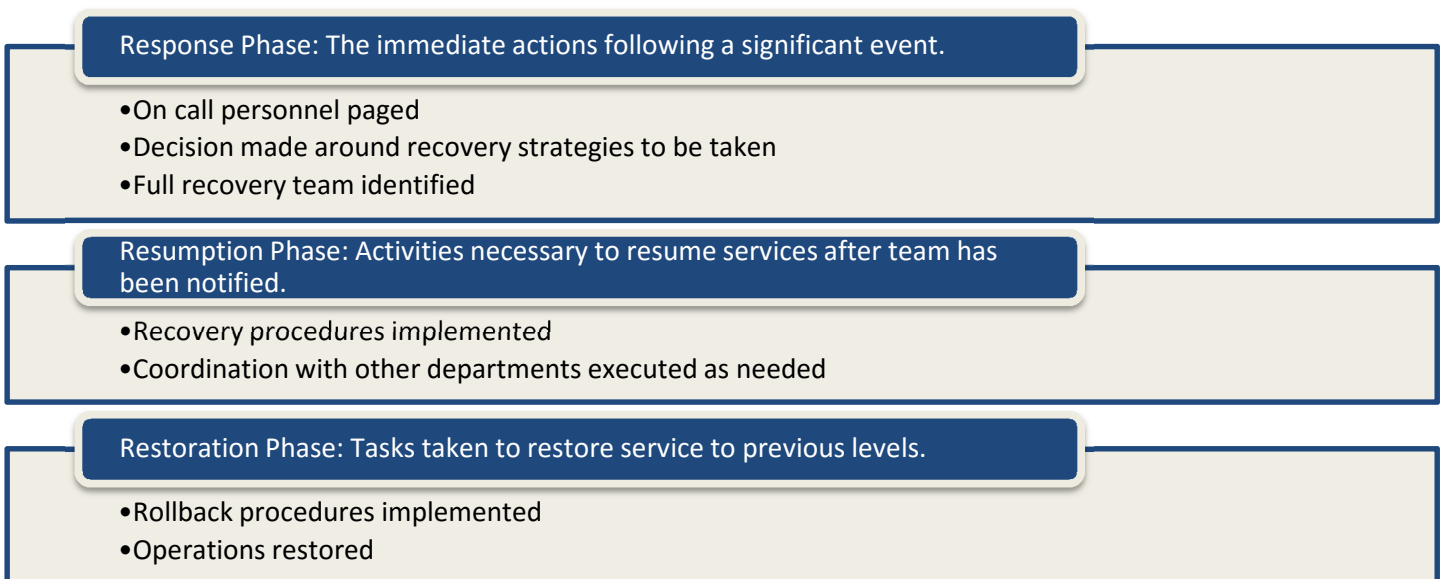 Response Phase: The immediate actions following a significant event.
•On call personnel paged
•Decision made around recovery strategies to be taken
•Full recovery team identified
Resumption Phase: Activities necessary to resume services after team has
been notified.
•Recovery procedures implemented
•Coordination with other departments executed as needed
Restoration Phase: Tasks taken to restore service to previous levels.
•Rollback procedures implemented
•Operations restored